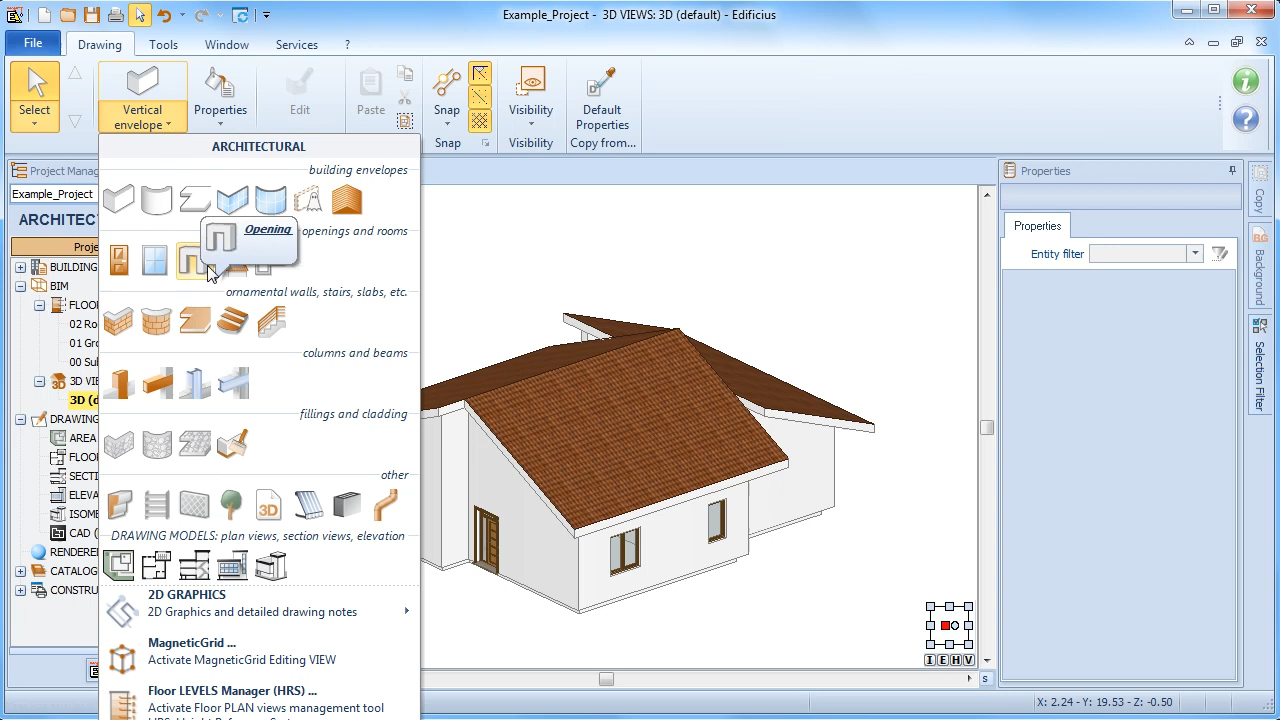 Example_Project - 3D VIEWS: 3D (default) - Edificius
File
Drawing
Tools
Window
Services
?
Select
Vertical
envelope
Properties
Edit
Paste
Snap
Visibility
Default
Properties
Snap
Visibility
Copy from...
ARCHITECTURAL
building envelopes
Opening
openings and rooms
ornamental walls, stairs, slabs, etc.
columns and beams
fillings and cladding
other
DRAWING MODELS: plan views, section views, elevation
2D GRAPHICS
2D Graphics and detailed drawing notes
MagneticGrid ...
Activate MagneticGrid Editing VIEW
Floor LEVELS Manager (HRS) ...
Activate Floor PLAN views management tool
Project Manag
Example_Project
ARCHITEC
Proje
BUILDING
BIM
FLOO
02 Ro
01 Gro
00 Su
3D VI
3D (d
DRAWING
AREA
FLOO
SECTI
ELEVA
ISOME
CAD (
RENDERE
CATALOG
CONSTRU
3D
I E H V
S
Properties
Properties
Entity filter
Copy
Background
Selection Filter
X: 2.24 - Y: 19.53 - Z: -0.50